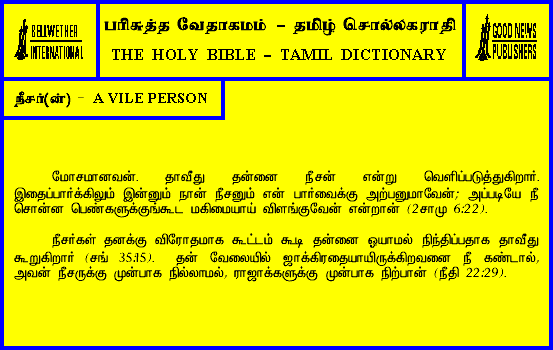 BELLWETHER
INTERNATIONAL
பரிசுத்த வேதாகமம் – தமிழ் சொல்லகராதி
THE HOLY BIBLE – TAMIL DICTIONARY
GOOD NEWS
PUBLISHERS
நீசர்(ன்) – A VILE PERSON
மோசமானவன். தாவீது தன்னை நீசன் என்று வெளிப்படுத்துகிறார்.
இதைப்பார்க்கிலும் இன்னும் நான் நீசனும் என் பார்வைக்கு அற்பனுமாவேன்; அப்படியே நீ
சொன்ன பெண்களுக்குங்கூட மகிமையாய் விளங்குவேன் என்றான் (2சாமு 6:22).
நீசர்கள் தனக்கு விரோதமாக கூட்டம் கூடி தன்னை ஓயாமல் நிந்திப்பதாக தாவீது
கூறுகிறார் (சங் 35:15). தன் வேலையில் ஜாக்கிரதையாயிருக்கிறவனை நீ கண்டால்,
அவன் நீசருக்கு முன்பாக நில்லாமல், ராஜாக்களுக்கு முன்பாக நிற்பான் (நீதி 22:29).